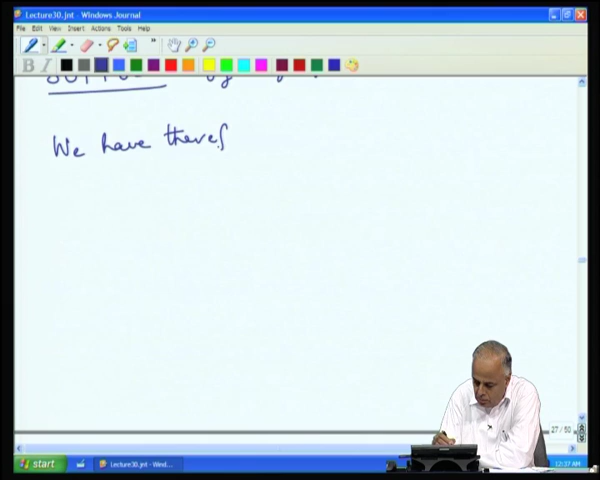 Lecture30.jnt - Windows Journal
File Edit View Insert Actions Tools Help
B I
We have theref
27 / 50
start
Lecture30.jnt - Wind...
12:37 AM